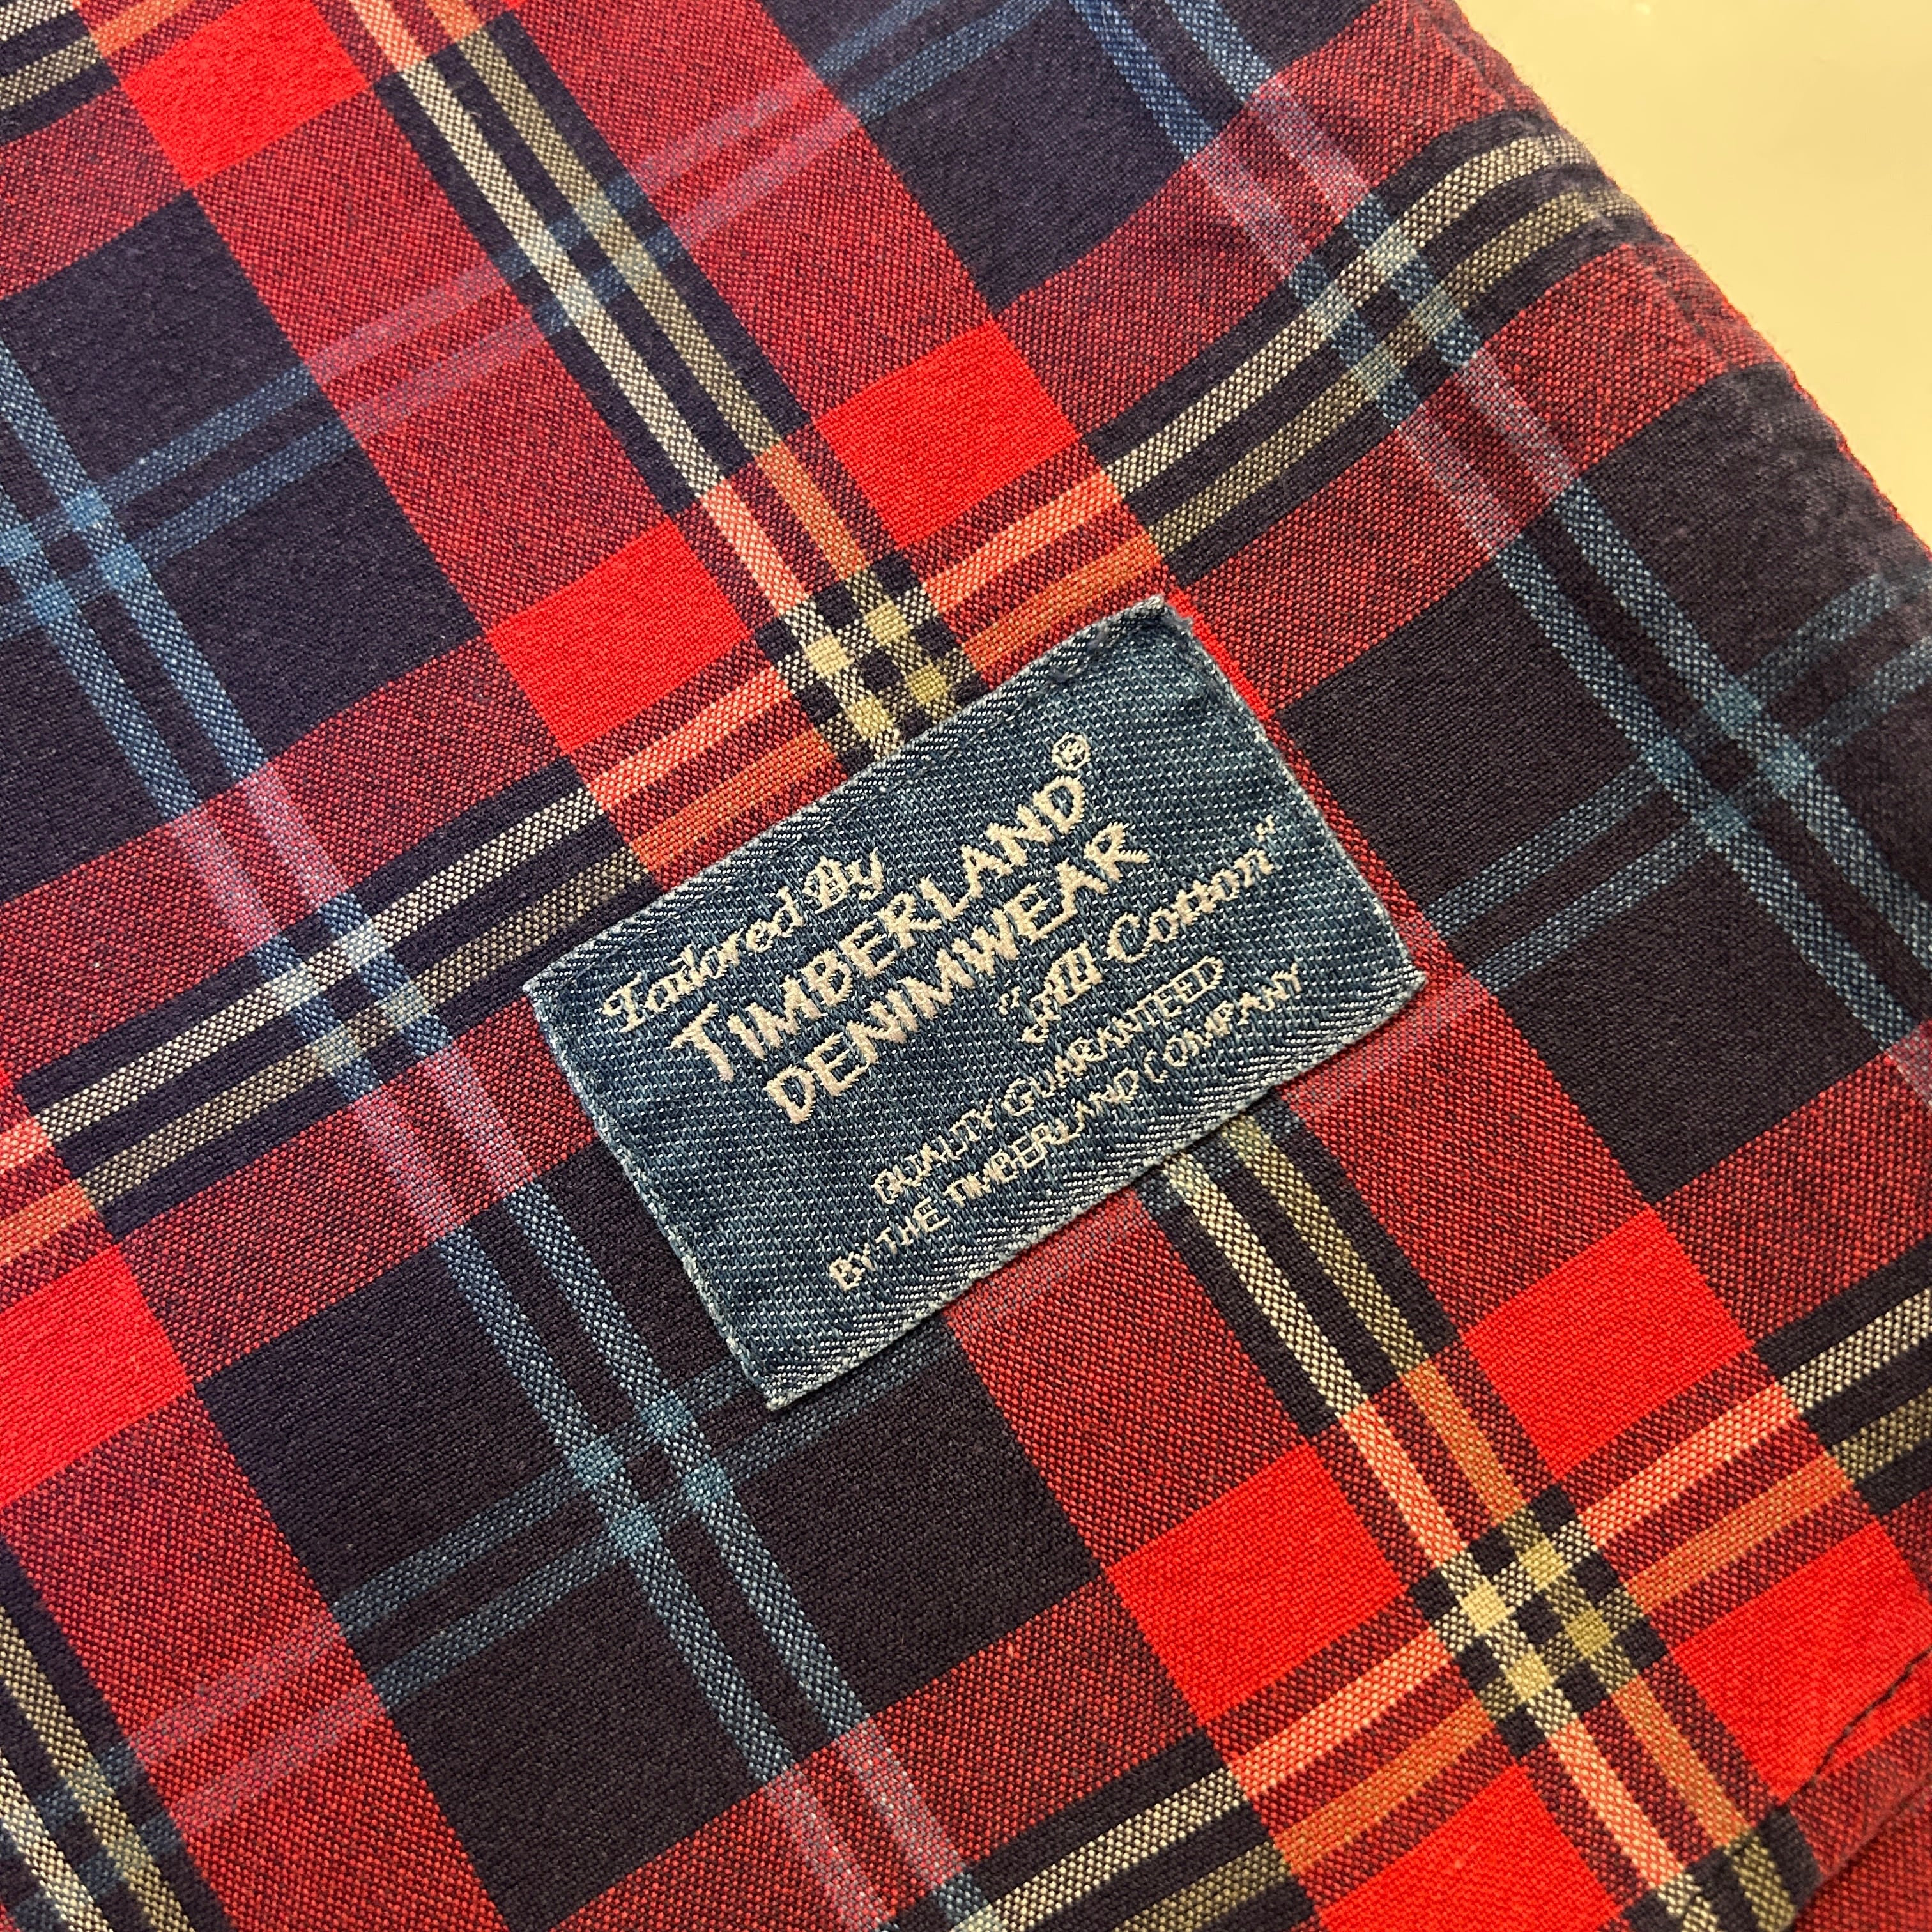 Tailored By
TIMBERLAND®
DENIMWEAR
"All Cotton"
QUALITY GUARANTEED
BY THE TIMBERLAND COMPANY